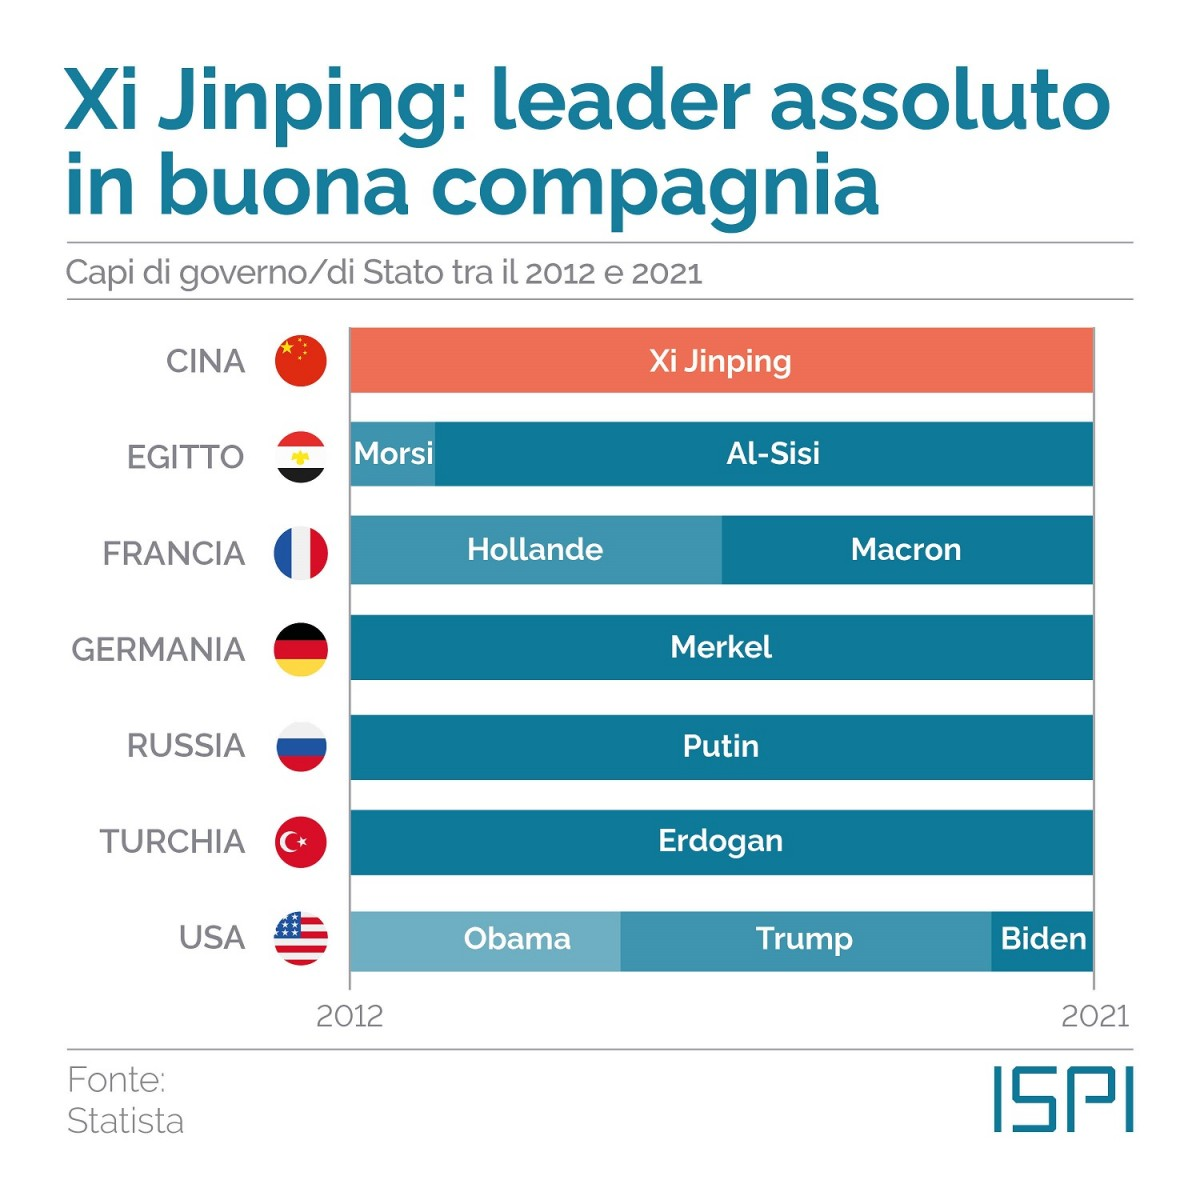 Xi Jinping: leader assoluto
in buona compagnia
Capi di governo/di Stato tra il 2012 e 2021
CINA
Xi Jinping
EGITTO
Morsi
Al-Sisi
FRANCIA
Hollande
Macron
GERMANIA
Merkel
RUSSIA
Putin
TURCHIA
Erdogan
USA
Obama
Trump
Biden
2012
2021
Fonte:
Statista
ISPI